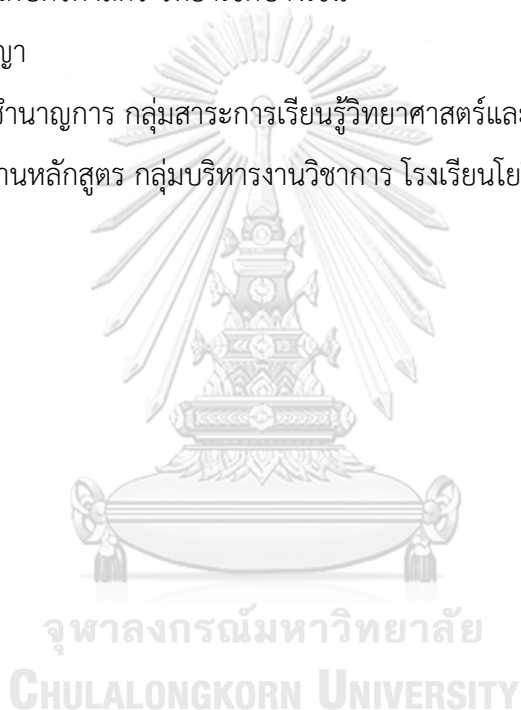 ญา
ชำนาญการ กลุ่มสาระการเรียนรู้วิทยาศาสตร์และ
านหลักสูตร กลุ่มบริหารงานวิชาการ โรงเรียนโย
จุฬาลงกรณ์มหาวิทยาลัย
CHULALONGKORN UNIVERSITY